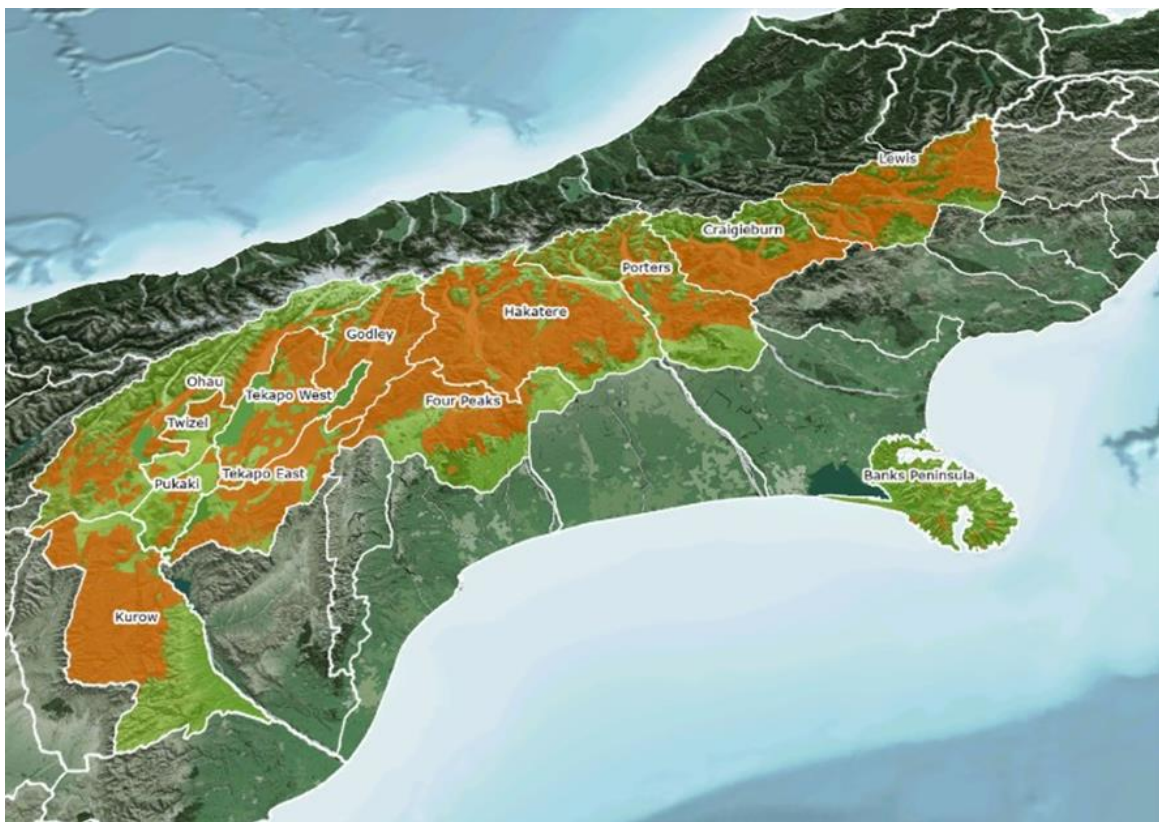 Lewis
Craigieburn
Porters
Hakatere
Godley
Ohau
Tekapo West
Four Peaks
Twizel
Tekapo East
Pukaki
Banks Peninsula
Kurow